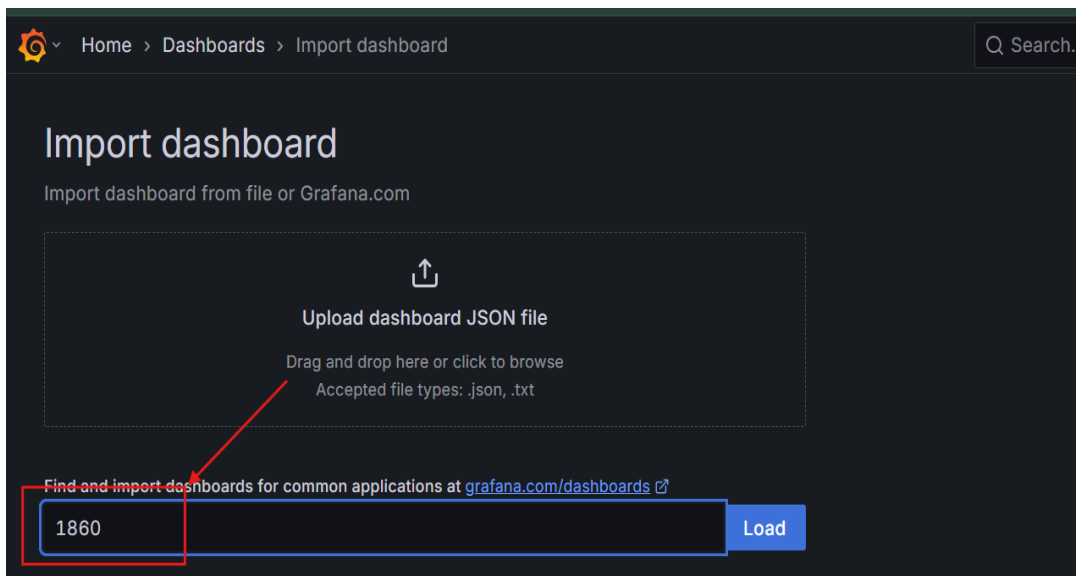 Home › Dashboards › Import dashboard
Search.
Import dashboard
Import dashboard from file or Grafana.com
Upload dashboard JSON file
Drag and drop here or click to browse
Accepted file types: .json, .txt
Find and import dashboards for common applications at grafana.com/dashboards
1860
Load